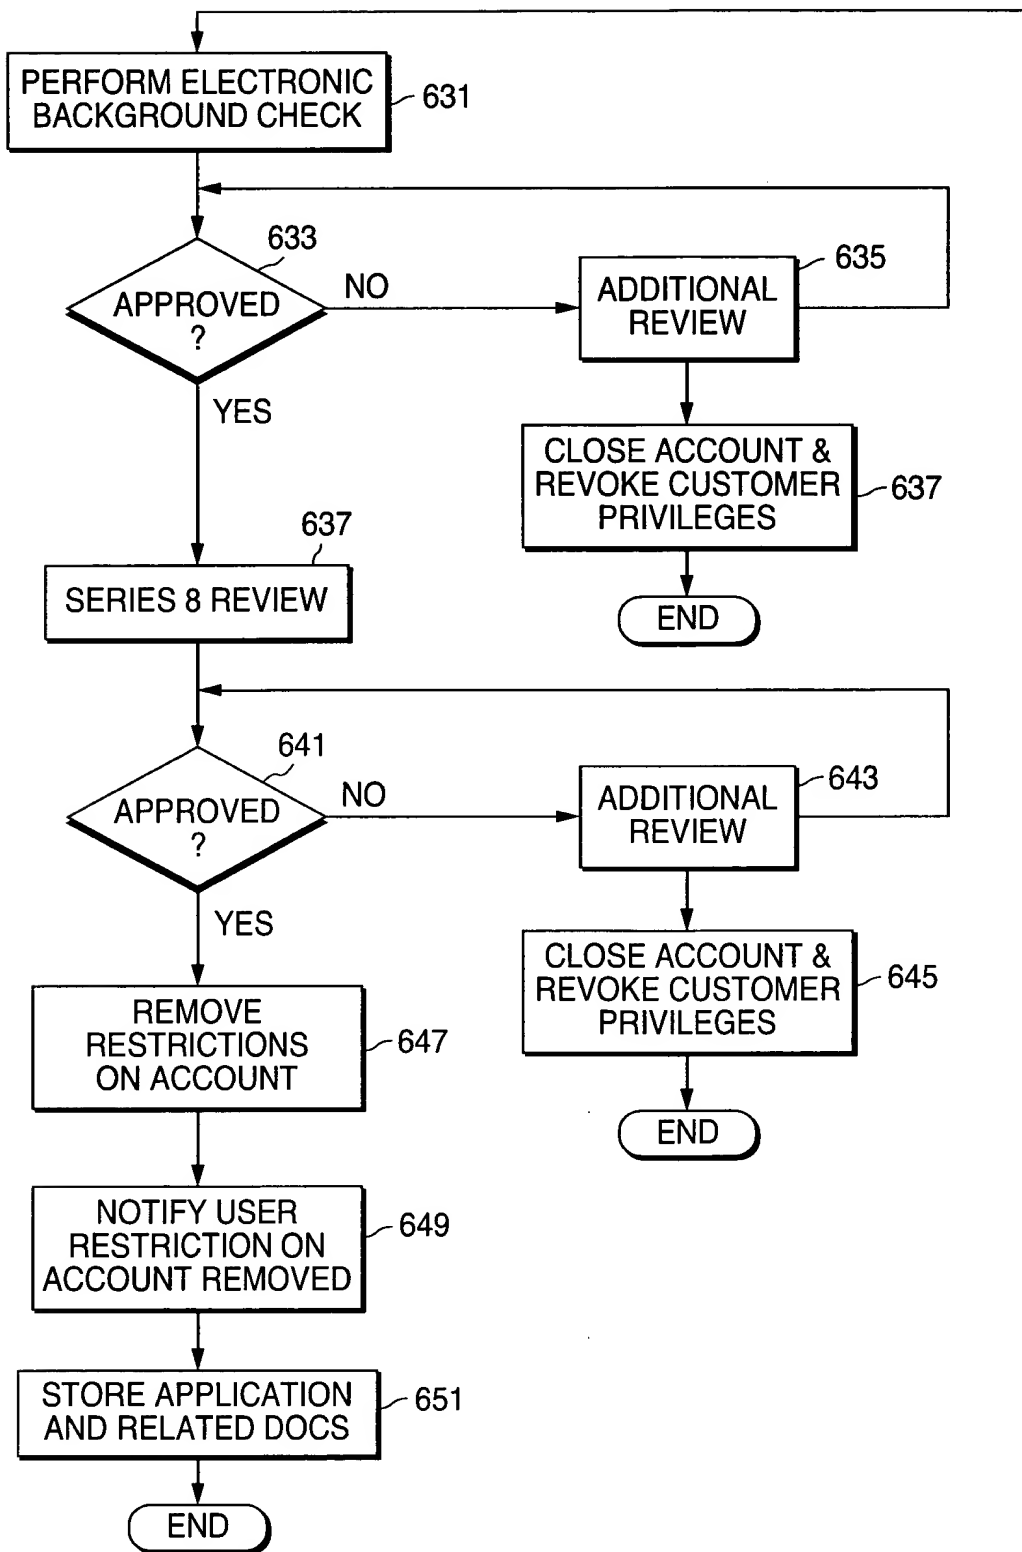 PERFORM ELECTRONIC
BACKGROUND CHECK
631
633
APPROVED
?
NO
YES
635
ADDITIONAL
REVIEW
CLOSE ACCOUNT &
REVOKE CUSTOMER
PRIVILEGES
637
END
637
SERIES 8 REVIEW
641
APPROVED
?
NO
YES
643
ADDITIONAL
REVIEW
CLOSE ACCOUNT &
REVOKE CUSTOMER
PRIVILEGES
645
END
REMOVE
RESTRICTIONS
ON ACCOUNT
647
NOTIFY USER
RESTRICTION ON
ACCOUNT REMOVED
649
STORE APPLICATION
AND RELATED DOCS
651
END